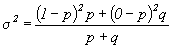 σ² = ((1 - p)² p + (0 - p)² q) / (p + q)